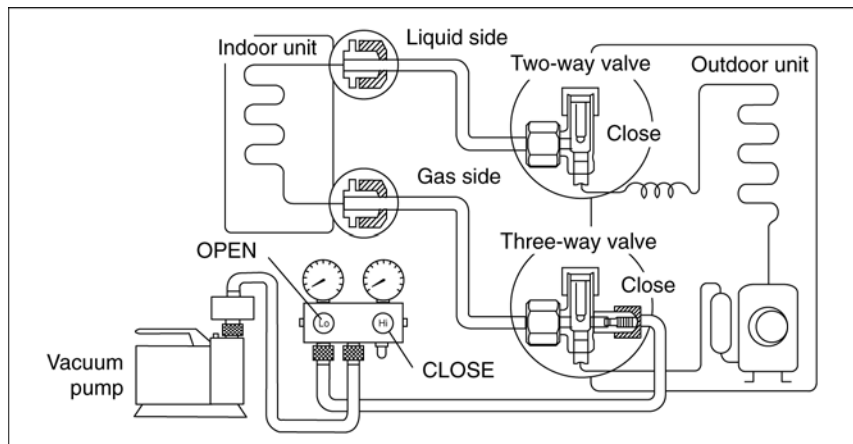 Indoor unit
Liquid side
Two-way valve
Outdoor unit
Close
Gas side
Three-way valve
Close
OPEN
Lo
Hi
CLOSE
Vacuum
pump